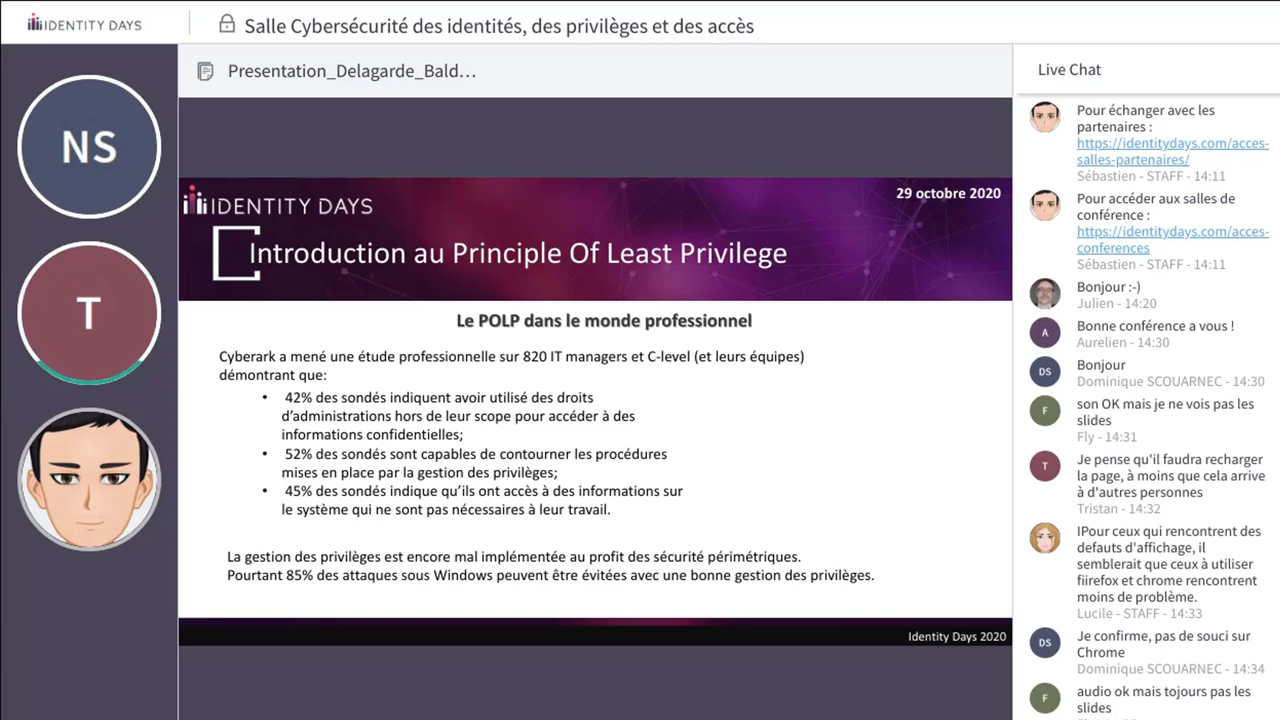 IDENTITY DAYS
Salle Cybersécurité des identités, des privilèges et des accès
NS
T
Presentation_Delagarde_Bald…
IDENTITY DAYS
29 octobre 2020
Introduction au Principle Of Least Privilege
Le POLP dans le monde professionnel
Cyberark a mené une étude professionnelle sur 820 IT managers et C-level (et leurs équipes)
démontrant que:
• 42% des sondés indiquent avoir utilisé des droits
d’administrations hors de leur scope pour accéder à des
informations confidentielles;
• 52% des sondés sont capables de contourner les procédures
mises en place par la gestion des privilèges;
• 45% des sondés indique qu’ils ont accès à des informations sur
le système qui ne sont pas nécessaires à leur travail.
La gestion des privilèges est encore mal implémentée au profit des sécurité périmétriques.
Pourtant 85% des attaques sous Windows peuvent être évitées avec une bonne gestion des privilèges.
Identity Days 2020
Live Chat
Pour échanger avec les
partenaires :
https://identitydays.com/acces-
salles-partenaires/
Sébastien - STAFF - 14:11
Pour accéder aux salles de
conférence :
https://identitydays.com/acces-
conferences
Sébastien - STAFF - 14:11
Bonjour :-)
Julien - 14:20
A
Bonne conférence a vous !
Aurelien - 14:30
DS
Bonjour
Dominique SCOUARNEC - 14:30
F
son OK mais je ne vois pas les
slides
Fly - 14:31
T
Je pense qu'il faudra recharger
la page, à moins que cela arrive
à d'autres personnes
Tristan - 14:32
IPour ceux qui rencontrent des
defauts d'affichage, il
semblerait que ceux à utiliser
fiirefox et chrome rencontrent
moins de problème.
Lucile - STAFF - 14:33
DS
Je confirme, pas de souci sur
Chrome
Dominique SCOUARNEC - 14:34
F
audio ok mais tojours pas les
slides